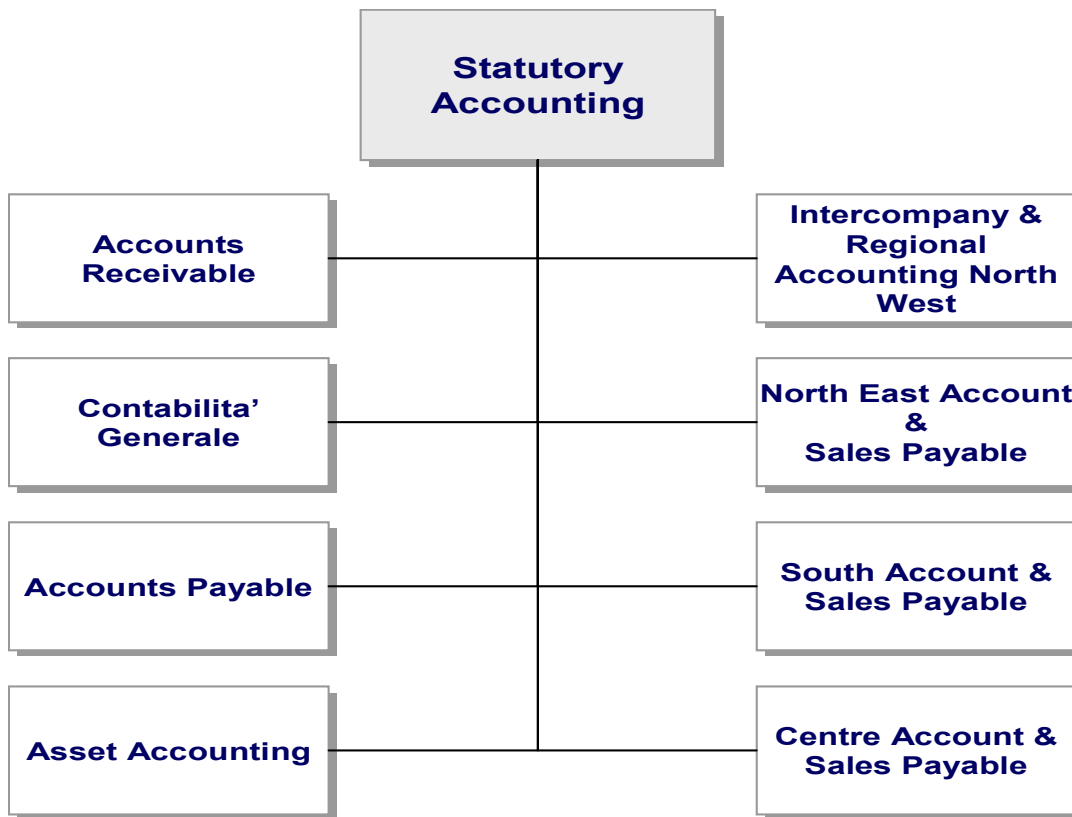 Statutory
Accounting
Accounts
Receivable
Intercompany &
Regional
Accounting North
West
Contabilita’
Generale
North East Account
&
Sales Payable
Accounts Payable
South Account &
Sales Payable
Asset Accounting
Centre Account &
Sales Payable